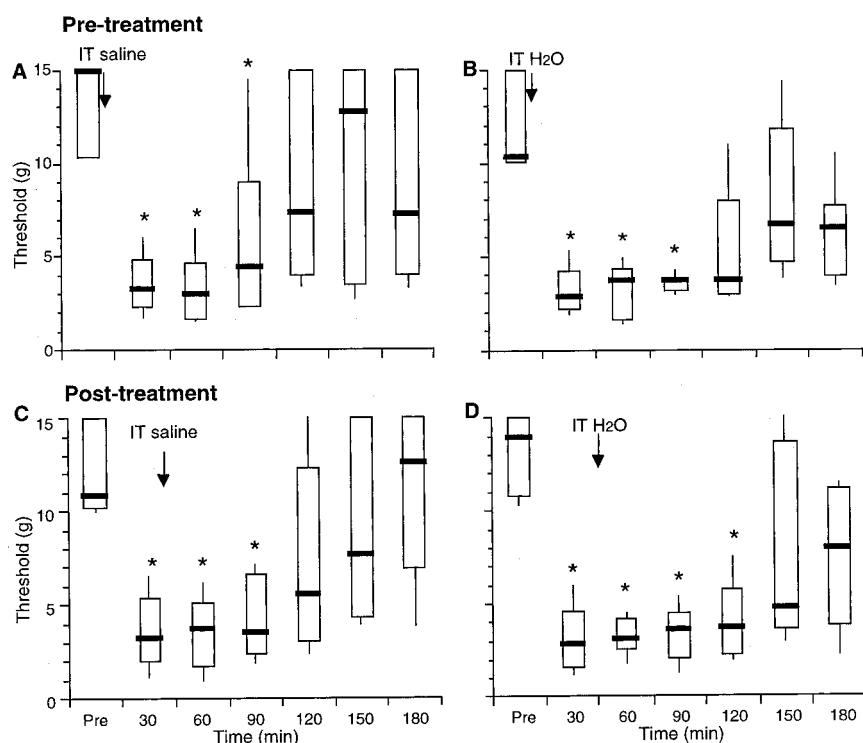 Pre-treatment
IT saline
A
*
15
10
5
0
Threshold (g)
* *
IT H2O
B
* * *
Post-treatment
C
IT saline
15
10
5
0
Threshold (g)
* * *
Pre 30 60 90 120 150 180
Time (min)
D
IT H2O
* * * *
Pre 30 60 90 120 150 180
Time (min)